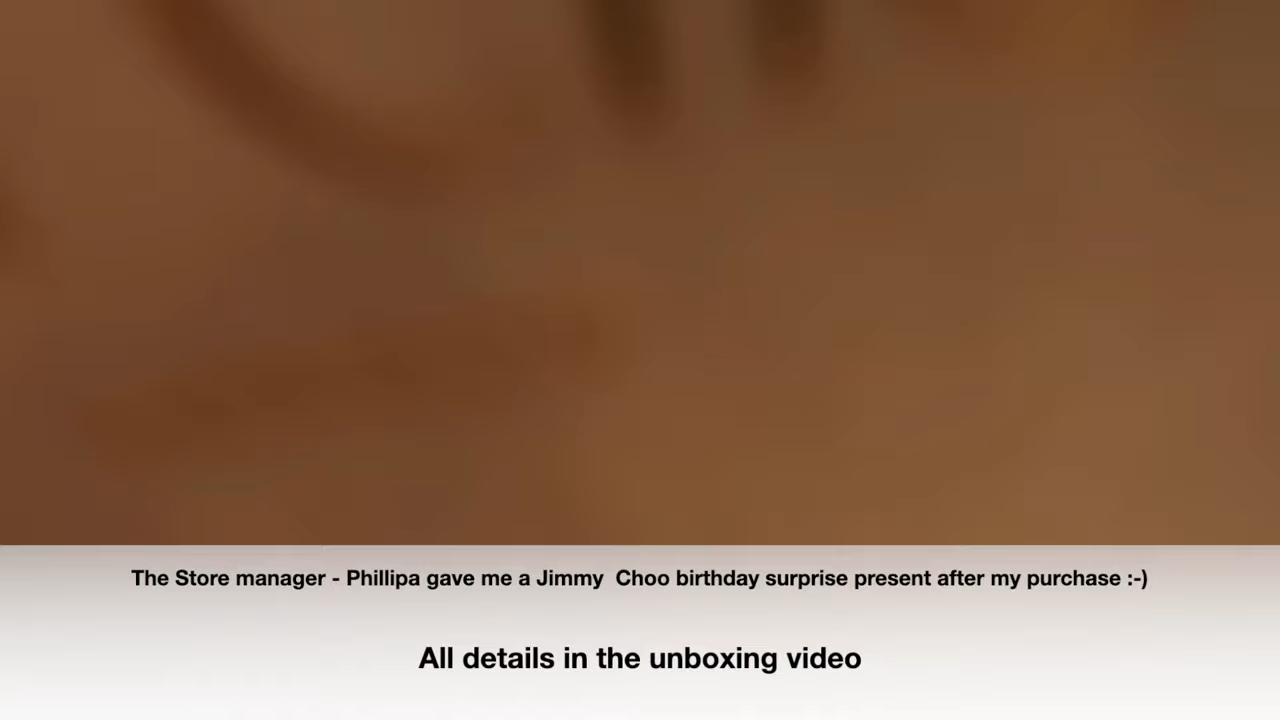 The Store manager - Phillipa gave me a Jimmy  Choo birthday surprise present after my purchase :-)
All details in the unboxing video